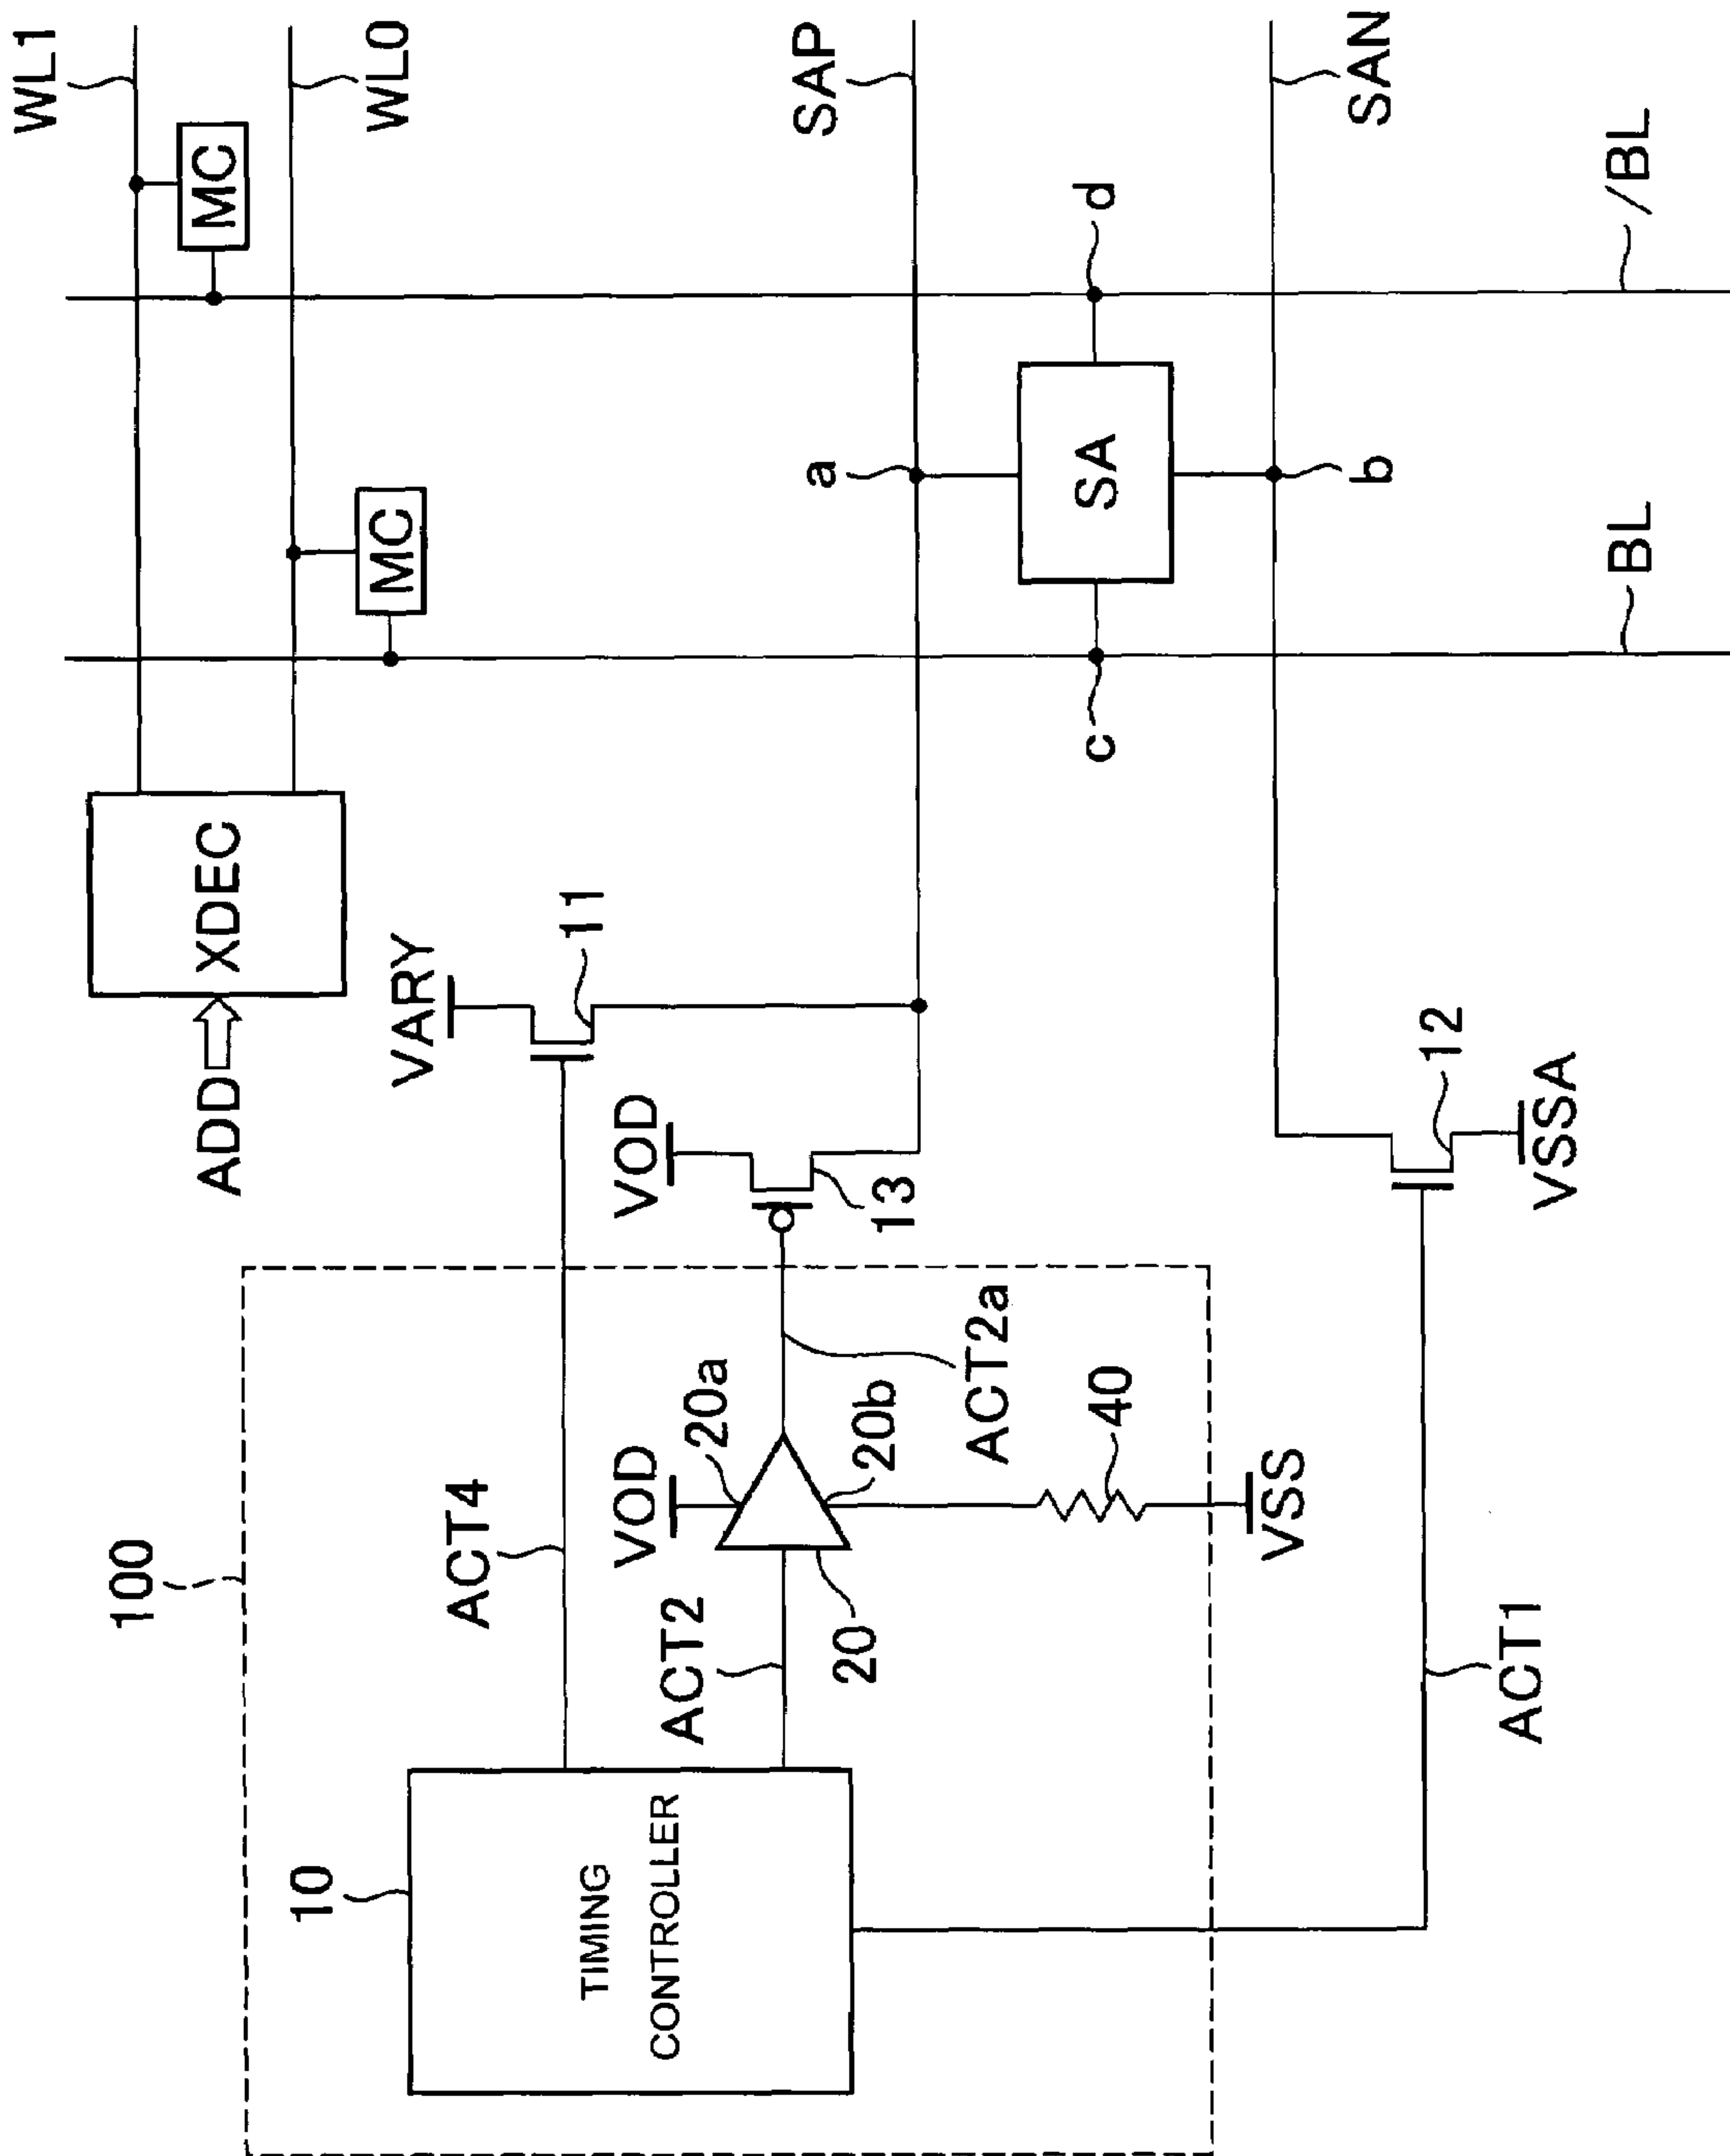 WL1
MC
WL0
XDEC
ADD
VARY
11
SAP
a
d
SA
c
b
SAN
BL
/BL
VOD
13
100
ACT4
VOD
20a
20b
ACT2
20
ACT2a
40
VSS
MC
12
VSSA
10
TIMING
CONTROLLER
ACT1